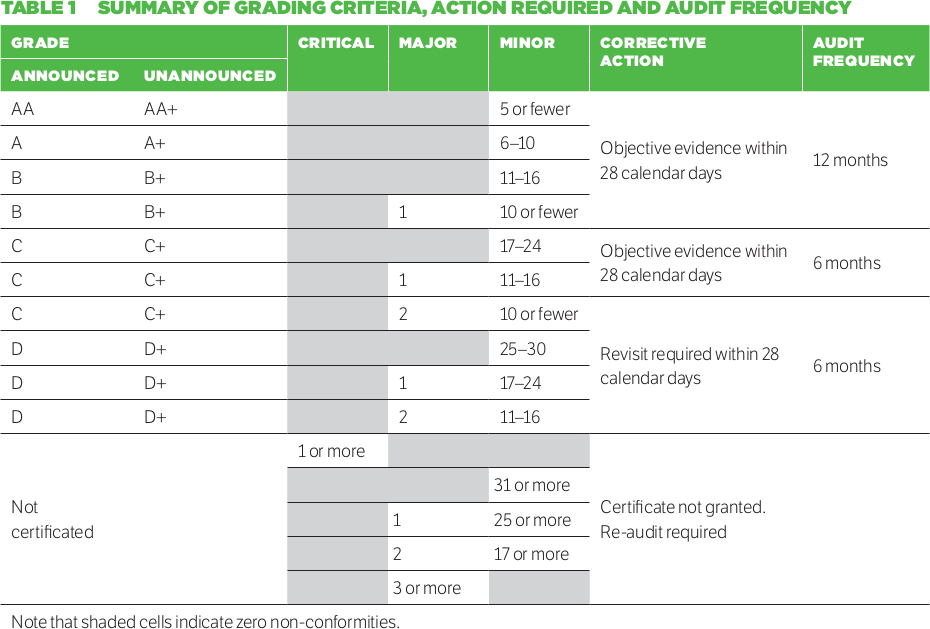 TABLE 1 SUMMARY OF GRADING CRITERIA, ACTION REQUIRED AND AUDIT FREQUENCY
GRADE CRITICAL MAJOR MINOR CORRECTIVE ACTION AUDIT FREQUENCY
ANNOUNCED UNANNOUNCED
AA AA+ 5 or fewer
A A+ 6–10
Objective evidence within
28 calendar days
12 months
B B+ 11–16
B B+ 1 10 or fewer
C C+ 17–24
Objective evidence within
28 calendar days
6 months
C C+ 1 11–16
C C+ 2 10 or fewer
D D+ 25–30
Revisit required within 28
calendar days
6 months
D D+ 1 17–24
D D+ 2 11–16
1 or more
31 or more
Not
certificated
1 25 or more
Certificate not granted.
Re-audit required
2 17 or more
3 or more
Note that shaded cells indicate zero non-conformities.